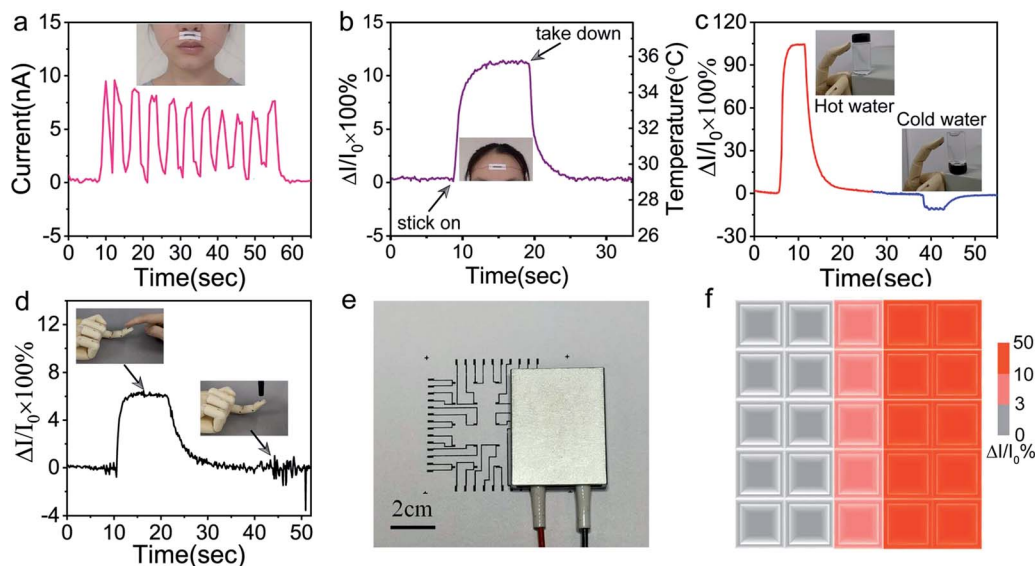 a
15
10
5
0
-5
Current(nA)
0 10 20 30 40 50 60
Time(sec)
b
15
10
5
0
-5
ΔI/I₀×100%
take down
stick on
36
34
32
30
28
26
Temperature(°C)
0 10 20 30
Time(sec)
c
120
90
60
30
0
-30
ΔI/I₀×100%
Hot water
Cold water
0 10 20 30 40 50
Time(sec)
d
12
8
4
0
-4
ΔI/I₀×100%
0 10 20 30 40 50
Time(sec)
e
2cm
f
50
10
3
0
ΔI/I₀%